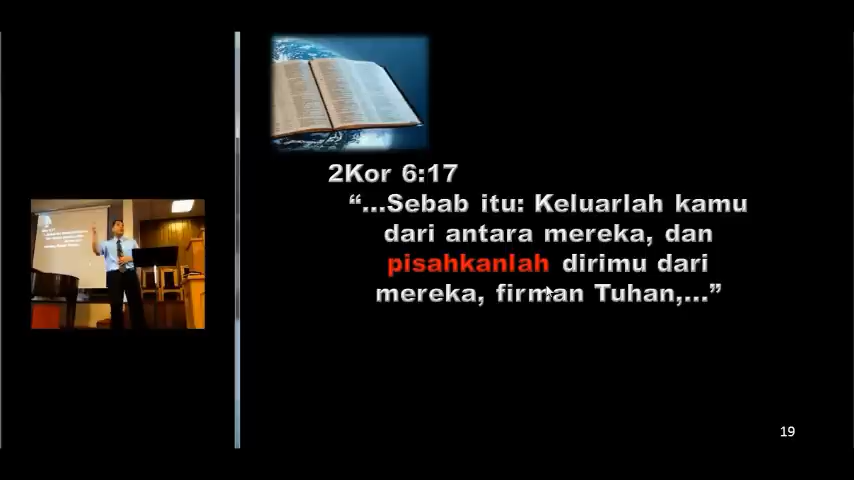 2Kor 6:17
“...Sebab itu: Keluarlah kamu
dari antara mereka, dan
pisahkanlah dirimu dari
mereka, firman Tuhan,...”
19